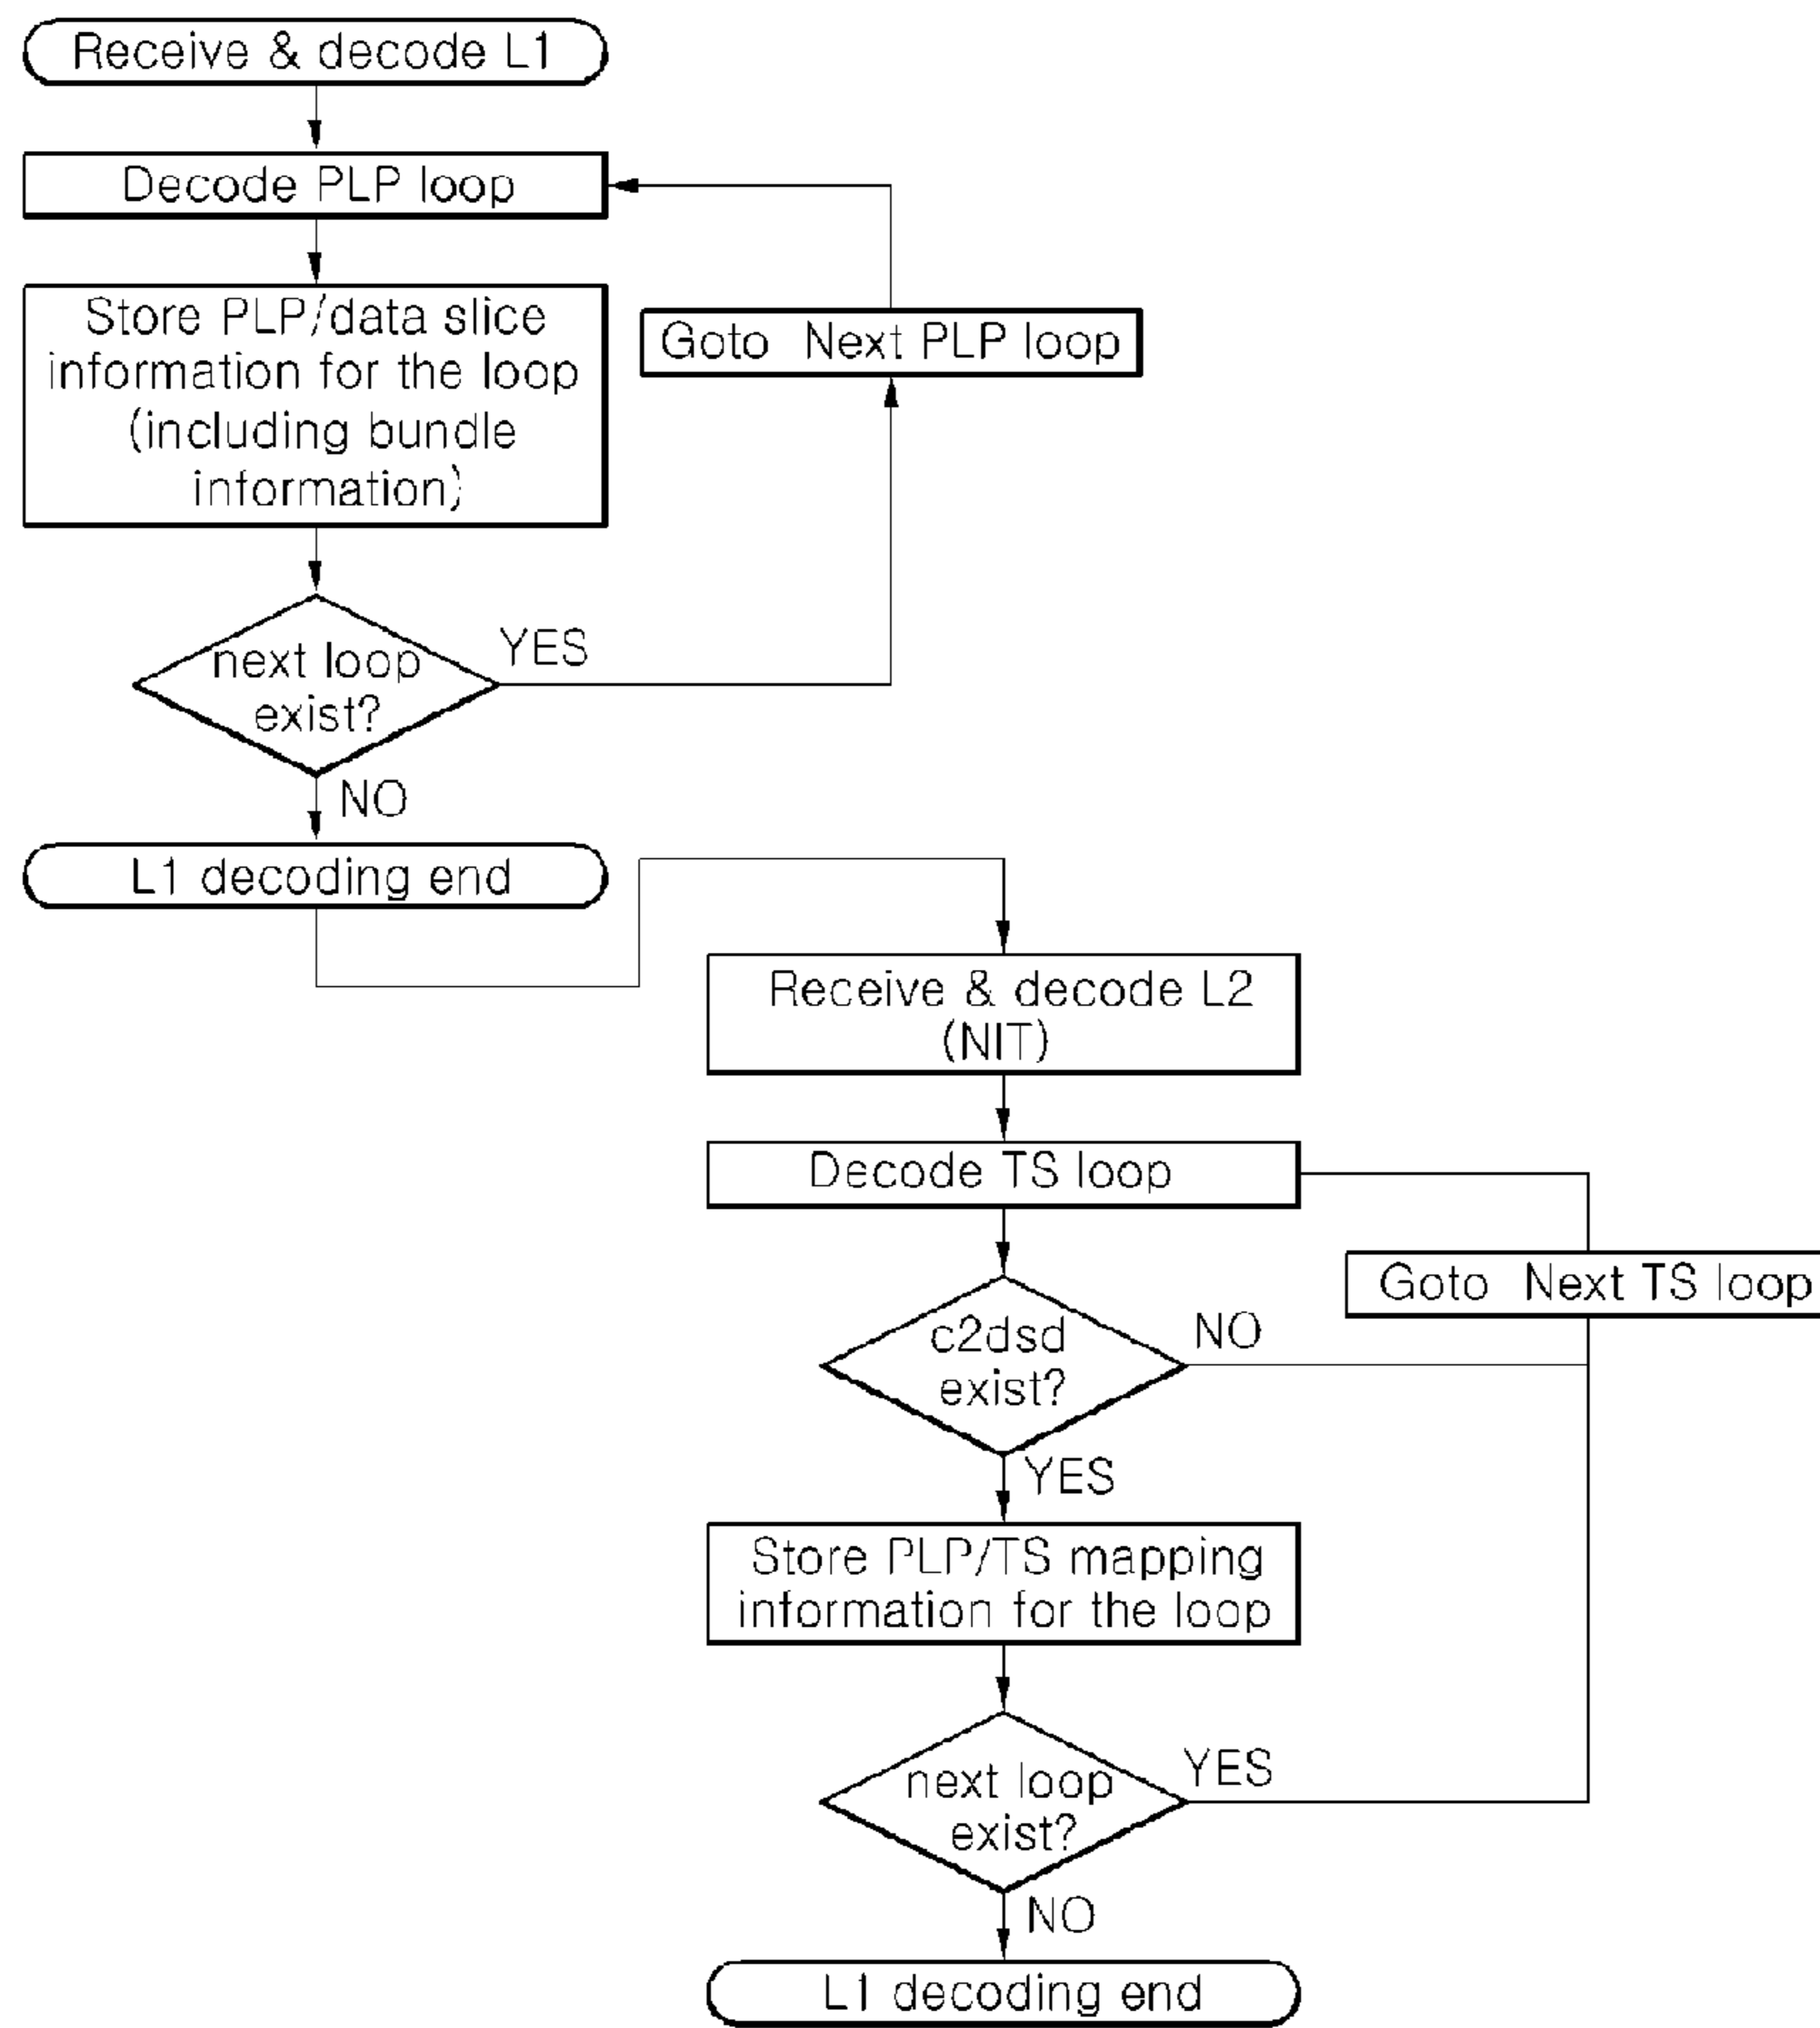 Receive & decode L1
Decode PLP loop
Store PLP/data slice
information for the loop
(including bundle
information)
Goto Next PLP loop
next loop
exist?
YES
NO
L1 decoding end
Receive & decode L2
(NIT)
Decode TS loop
Goto Next TS loop
c2dsd
exist?
NO
YES
Store PLP/TS mapping
information for the loop
next loop
exist?
YES
NO
L1 decoding end